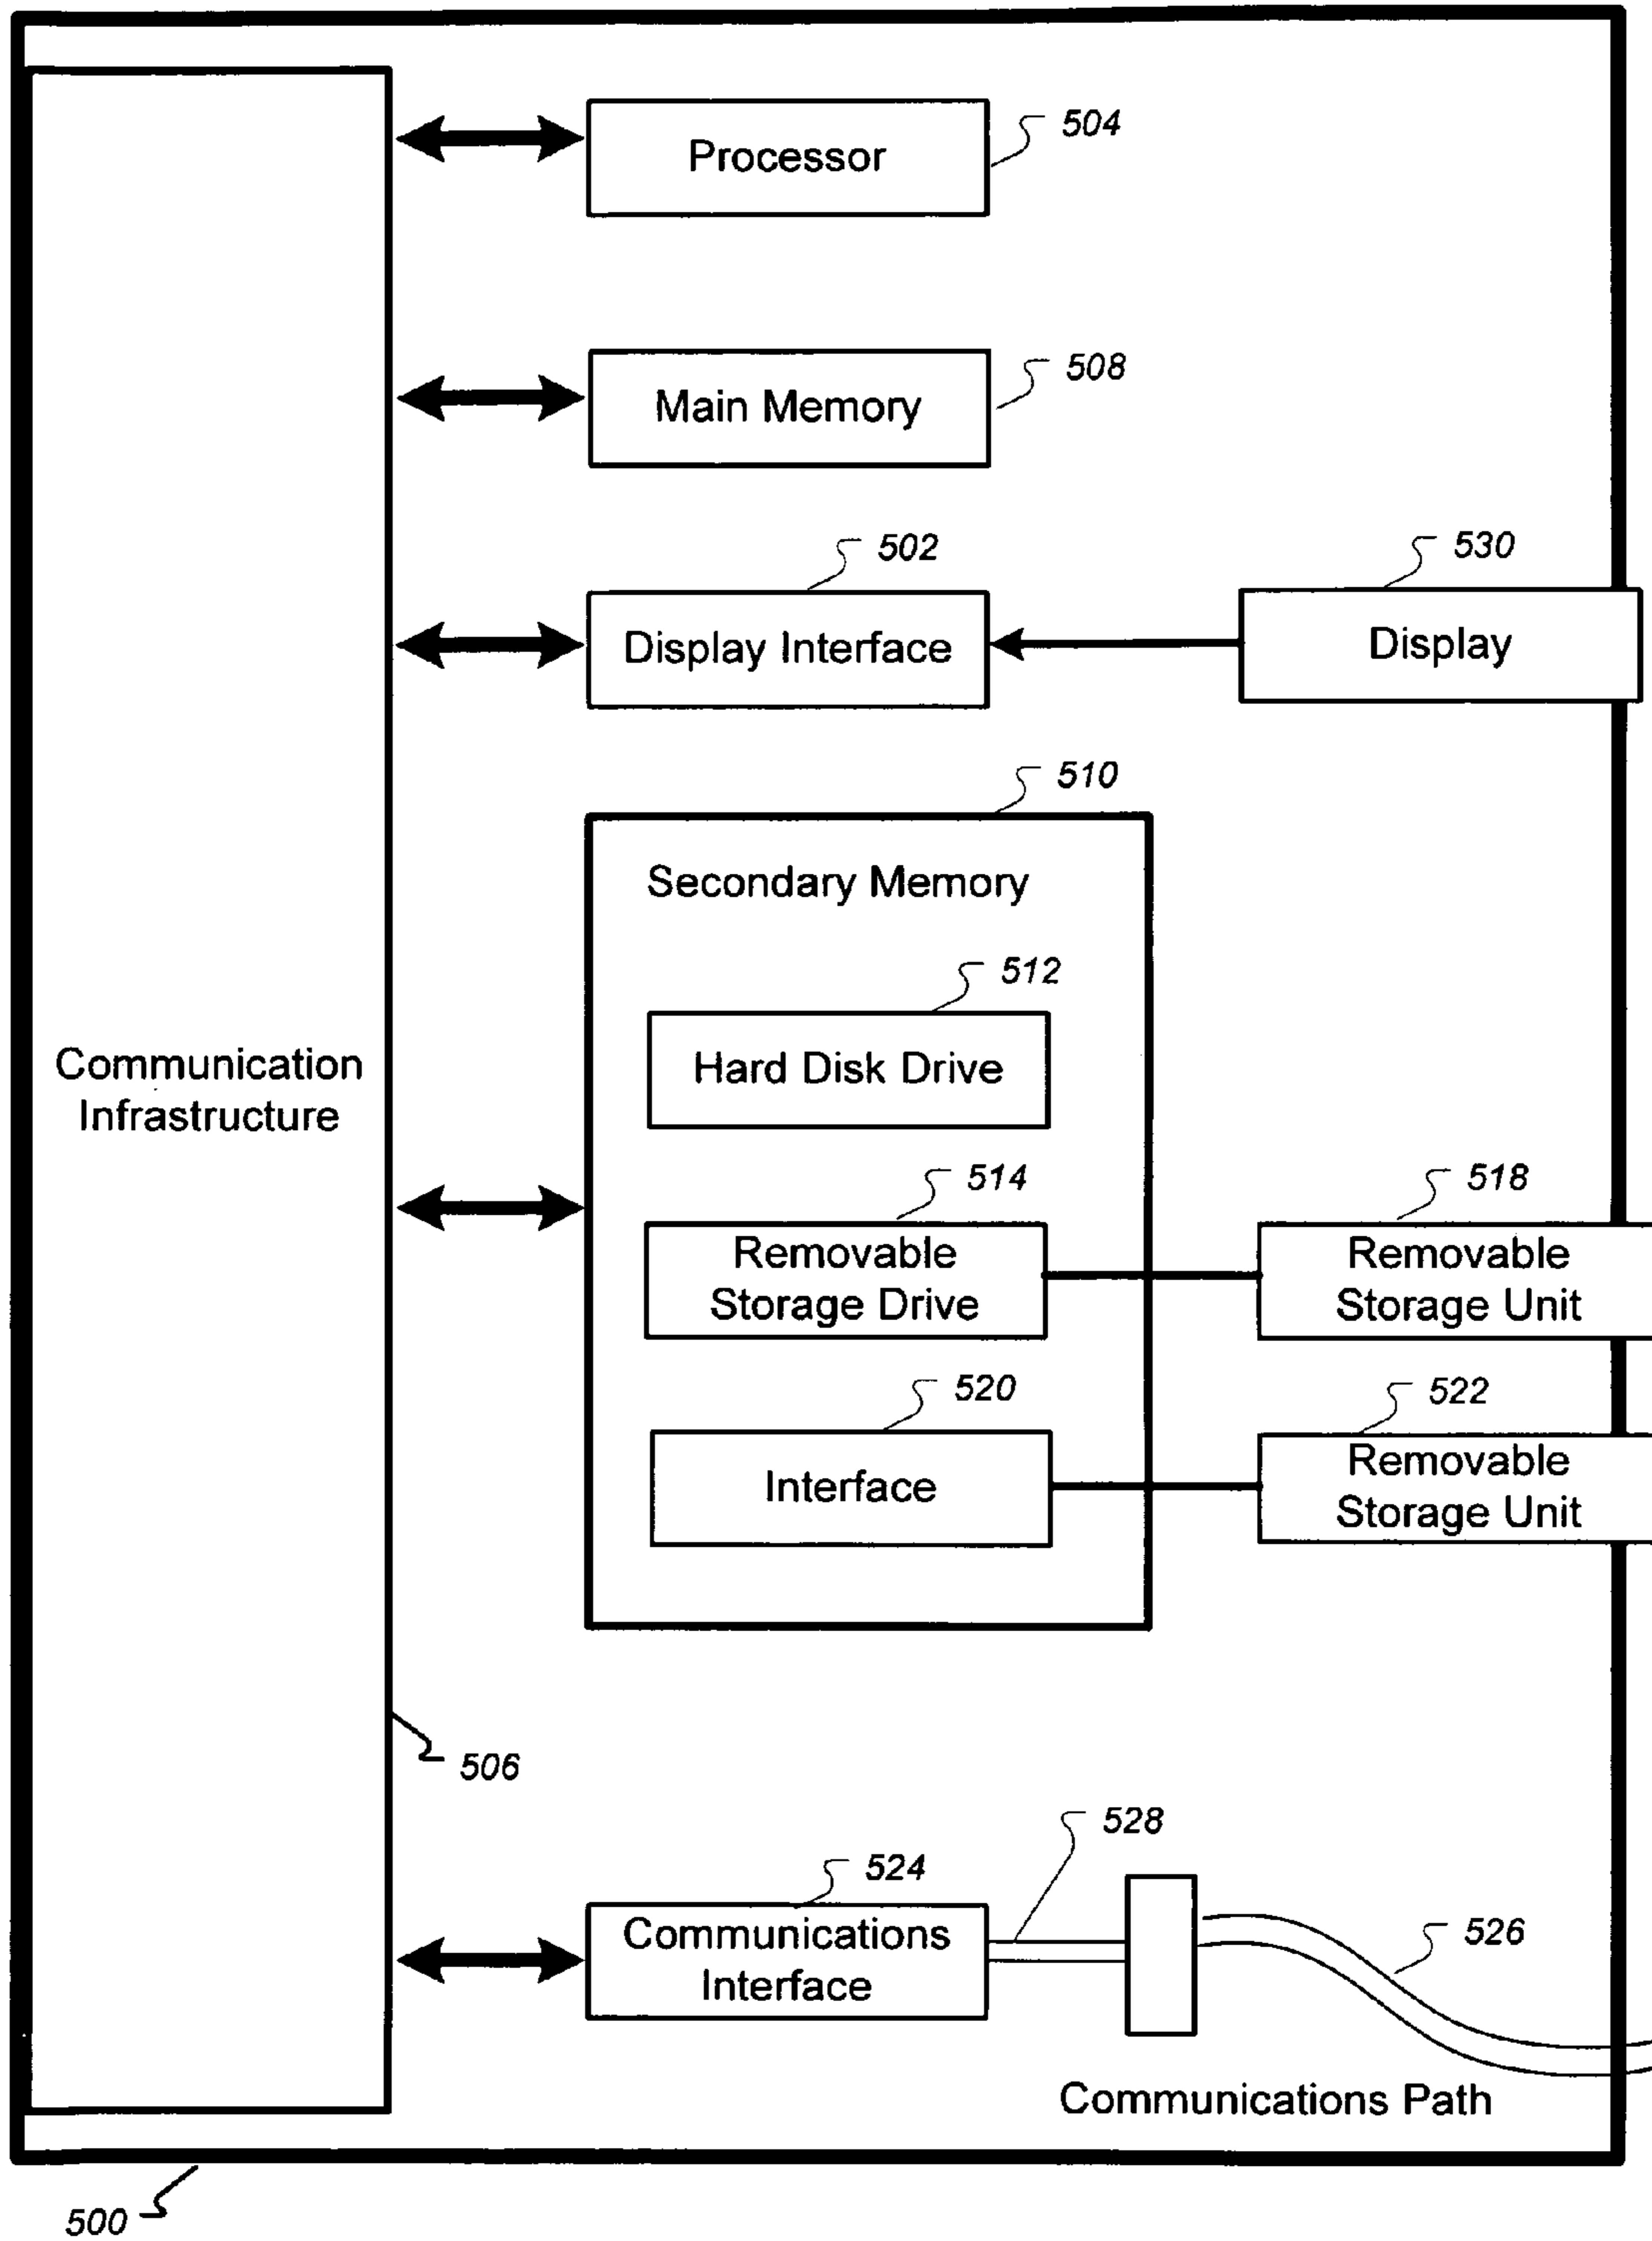 504
Processor
508
Main Memory
502
530
Display Interface
Display
510
Secondary Memory
512
Hard Disk Drive
Communication
Infrastructure
514
518
Removable
Storage Drive
Removable
Storage Unit
520
522
Interface
Removable
Storage Unit
506
528
524
Communications
Interface
526
Communications Path
500